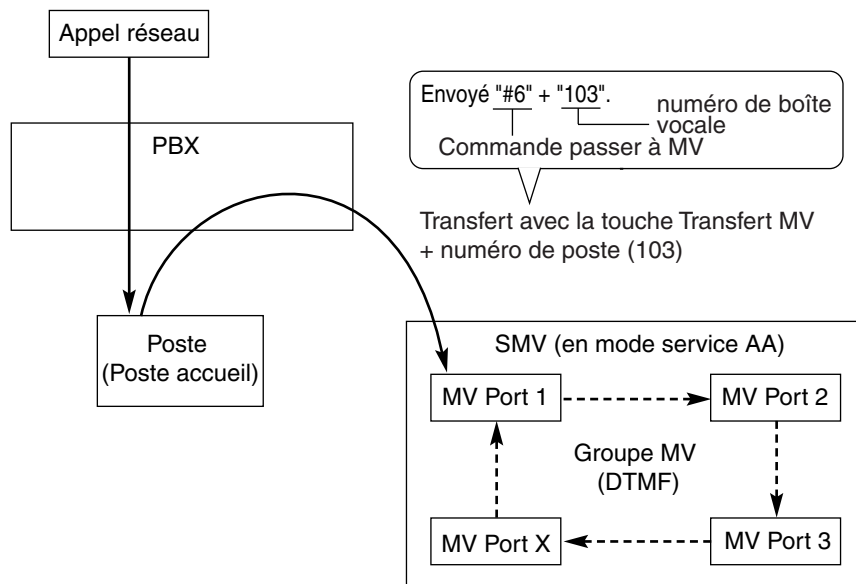 Appel réseau
PBX
Envoyé "#6" + "103".
numéro de boîte
vocale
Commande passer à MV
Transfert avec la touche Transfert MV
+ numéro de poste (103)
Poste
(Poste accueil)
SMV (en mode service AA)
MV Port 1
MV Port 2
Groupe MV
(DTMF)
MV Port X
MV Port 3